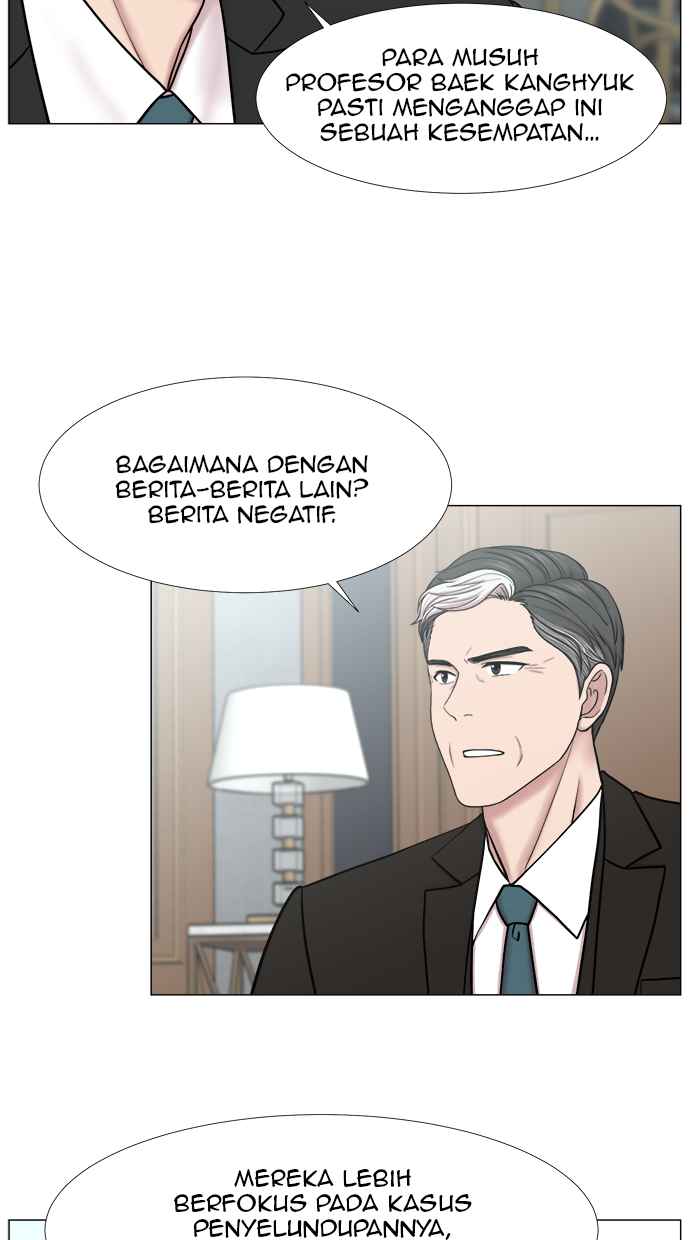 PARA MUSUH
PROFESOR BAEK KANGHYUK
PASTI MENGANGGAP INI
SEBUAH KESEMPATAN...
BAGAIMANA DENGAN
BERITA-BERITA LAIN?
BERITA NEGATIF.
MEREKA LEBIH
BERFOKUS PADA KASUS
PENYELUNDUPANNYA,